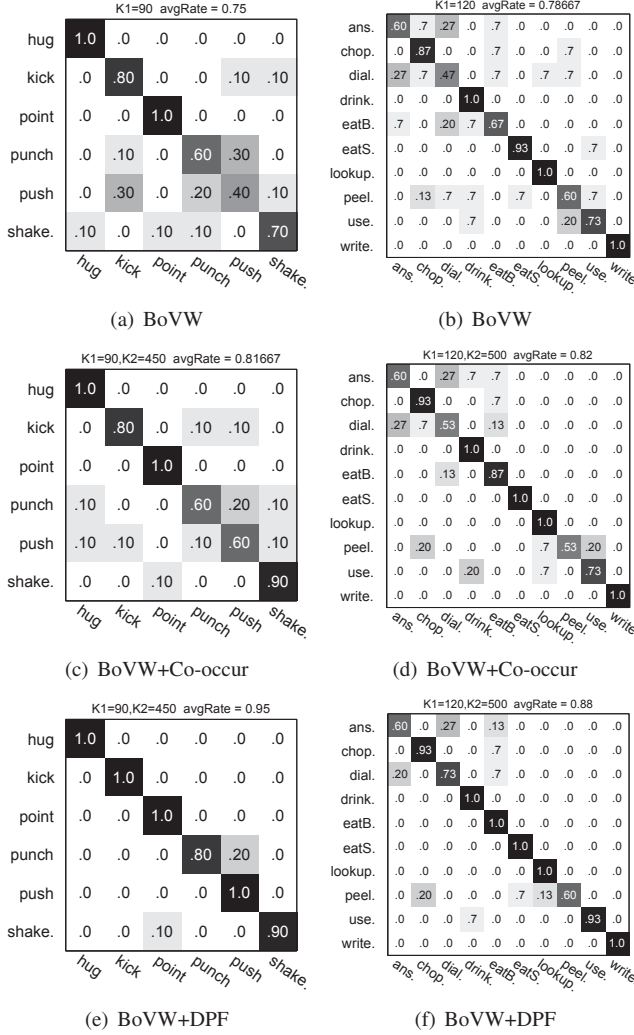 K1=90 avgRate = 0.75
hug 1.0 .0 .0 .0 .0 .0
kick .0 .80 .0 .0 .10 .10
point .0 .0 1.0 .0 .0 .0
punch .0 .10 .0 .60 .30 .0
push .0 .30 .0 .20 .40 .10
shake. .10 .0 .10 .10 .0 .70
hug kick point punch push shake.
(a) BoVW
K1=120 avgRate = 0.78667
ans. .60 .0 .27 .0 .7 .0 .0 .0 .0 .0
chop. .0 .87 .0 .0 .7 .0 .0 .7 .0 .0
dial. .27 .7 .47 .0 .7 .0 .7 .7 .0 .0
drink. .0 .0 .0 1.0 .0 .0 .0 .0 .0 .0
eatB. .7 .0 .20 .7 .67 .0 .0 .0 .0 .0
eatS. .0 .0 .0 .0 .0 .93 .0 .0 .7 .0
lookup. .0 .0 .0 .0 .0 .0 1.0 .0 .0 .0
peel. .0 .13 .7 .7 .0 .7 .0 .60 .7 .0
use. .0 .0 .0 .7 .0 .0 .0 .20 .73 .0
write. .0 .0 .0 .0 .0 .0 .0 .0 .0 1.0
ans. chop. dial. drink. eatB. eatS. lookup. peel. use. write.
(b) BoVW
K1=90,K2=450 avgRate = 0.81667
hug 1.0 .0 .0 .0 .0 .0
kick .0 .80 .0 .10 .10 .0
point .0 .0 1.0 .0 .0 .0
punch .10 .0 .0 .60 .20 .10
push .10 .10 .0 .10 .60 .10
shake. .0 .0 .10 .0 .0 .90
hug kick point punch push shake.
(c) BoVW+Co-occur
K1=120,K2=500 avgRate = 0.82
ans. .60 .0 .27 .7 .7 .0 .0 .0 .0 .0
chop. .0 .93 .0 .0 .7 .0 .0 .0 .0 .0
dial. .27 .7 .53 .0 .13 .0 .0 .0 .0 .0
drink. .0 .0 .0 1.0 .0 .0 .0 .0 .0 .0
eatB. .0 .0 .13 .0 .87 .0 .0 .0 .0 .0
eatS. .0 .0 .0 .0 .0 1.0 .0 .0 .0 .0
lookup. .0 .0 .0 .0 .0 .0 1.0 .0 .0 .0
peel. .0 .20 .0 .0 .0 .0 .7 .53 .20 .0
use. .0 .0 .0 .20 .0 .0 .7 .0 .73 .0
write. .0 .0 .0 .0 .0 .0 .0 .0 .0 1.0
ans. chop. dial. drink. eatB. eatS. lookup. peel. use. write.
(d) BoVW+Co-occur
K1=90,K2=450 avgRate = 0.95
hug 1.0 .0 .0 .0 .0 .0
kick .0 1.0 .0 .0 .0 .0
point .0 .0 1.0 .0 .0 .0
punch .0 .0 .0 .80 .20 .0
push .0 .0 .0 .0 1.0 .0
shake. .0 .0 .10 .0 .0 .90
hug kick point punch push shake.
(e) BoVW+DPF
K1=120,K2=500 avgRate = 0.88
ans. .60 .0 .27 .0 .13 .0 .0 .0 .0 .0
chop. .0 .93 .0 .0 .7 .0 .0 .0 .0 .0
dial. .20 .0 .73 .0 .7 .0 .0 .0 .0 .0
drink. .0 .0 .0 1.0 .0 .0 .0 .0 .0 .0
eatB. .0 .0 .0 .0 1.0 .0 .0 .0 .0 .0
eatS. .0 .0 .0 .0 .0 1.0 .0 .0 .0 .0
lookup. .0 .0 .0 .0 .0 .0 1.0 .0 .0 .0
peel. .0 .20 .0 .0 .0 .7 .13 .60 .0 .0
use. .0 .0 .0 .7 .0 .0 .0 .0 .93 .0
write. .0 .0 .0 .0 .0 .0 .0 .0 .0 1.0
ans. chop. dial. drink. eatB. eatS. lookup. peel. use. write.
(f) BoVW+DPF